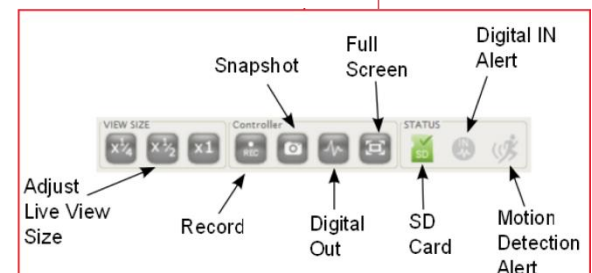 Digital IN
Alert
Full
Screen
Snapshot
VIEW SIZE
Controller
STATUS
x¼
x½
x1
REC
SD
Adjust
Live View
Size
Record
Digital
Out
SD
Card
Motion
Detection
Alert